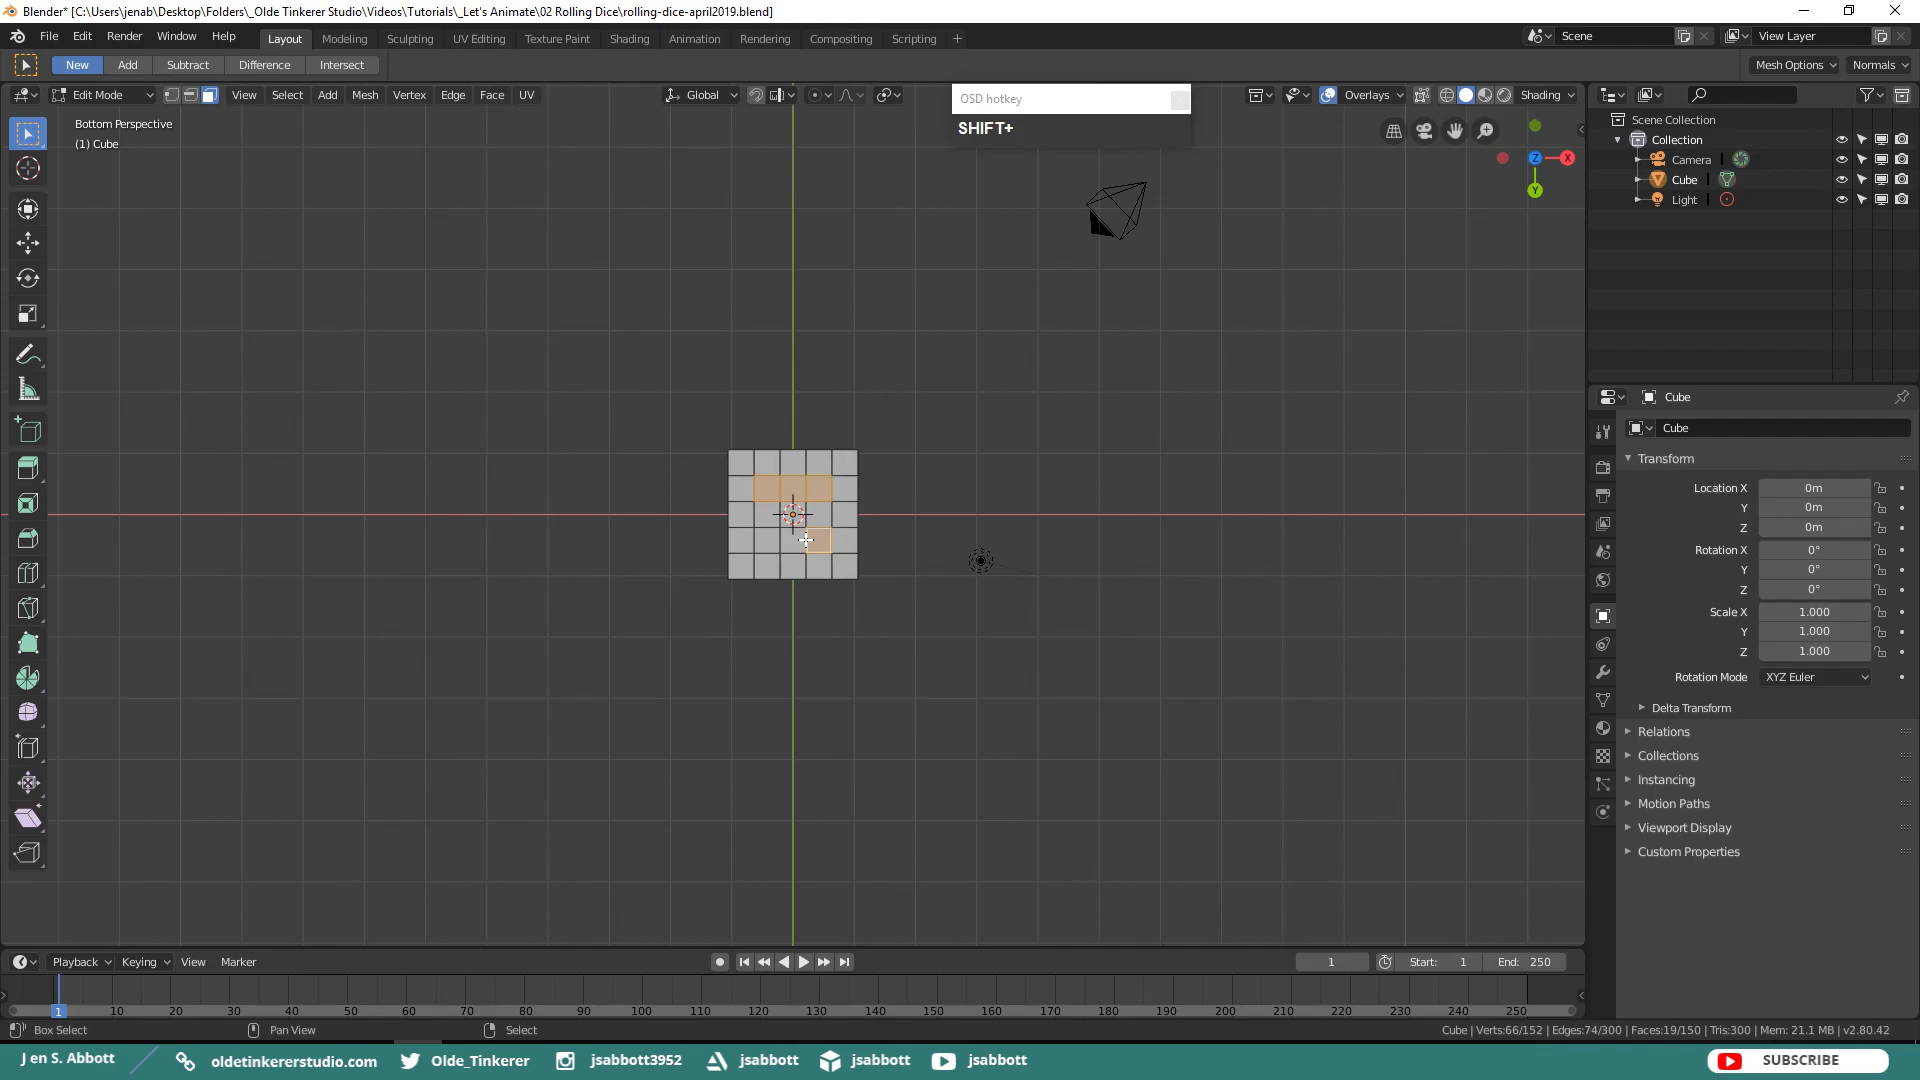 Blender* [C:\Users\jenab\Desktop\Folders\_Olde Tinkerer Studio\Videos\Tutorials\_Let's Animate\02 Rolling Dice\rolling-dice-april2019.blend]
File Edit Render Window Help Layout Modeling Sculpting UV Editing Texture Paint Shading Animation Rendering Compositing Scripting + Scene View Layer
New Add Subtract Difference Intersect Mesh Options Normals
Edit Mode View Select Add Mesh Vertex Edge Face UV Global Overlays Shading
OSD hotkey
SHIFT+
Bottom Perspective
(1) Cube
Z X
Y
Scene Collection
Collection
Camera
Cube
Light
Cube
Cube
Transform
Location X 0m
Y 0m
Z 0m
Rotation X 0°
Y 0°
Z 0°
Scale X 1.000
Y 1.000
Z 1.000
Rotation Mode XYZ Euler
Delta Transform
Relations
Collections
Instancing
Motion Paths
Viewport Display
Custom Properties
Playback Keying View Marker 1 Start: 1 End: 250
1 10 20 30 40 50 60 70 80 90 100 110 120 130 140 150 160 170 180 190 200 210 220 230 240 250
Box Select Pan View Select Cube | Verts:66/152 | Edges:74/300 | Faces:19/150 | Tris:300 | Mem: 21.1 MB | v2.80.42
J en S. Abbott oldetinkererstudio.com Olde_Tinkerer jsabbott3952 jsabbott jsabbott jsabbott SUBSCRIBE